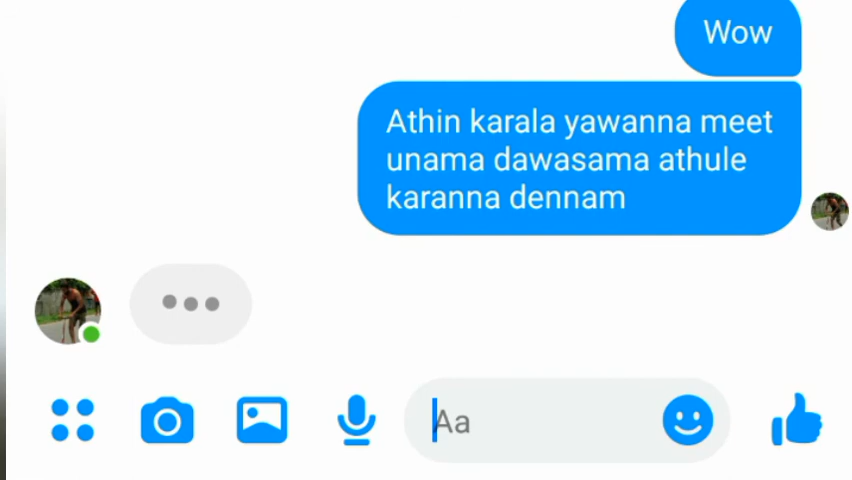 Wow
Athin karala yawanna meet
unama dawasama athule
karanna dennam
Aa